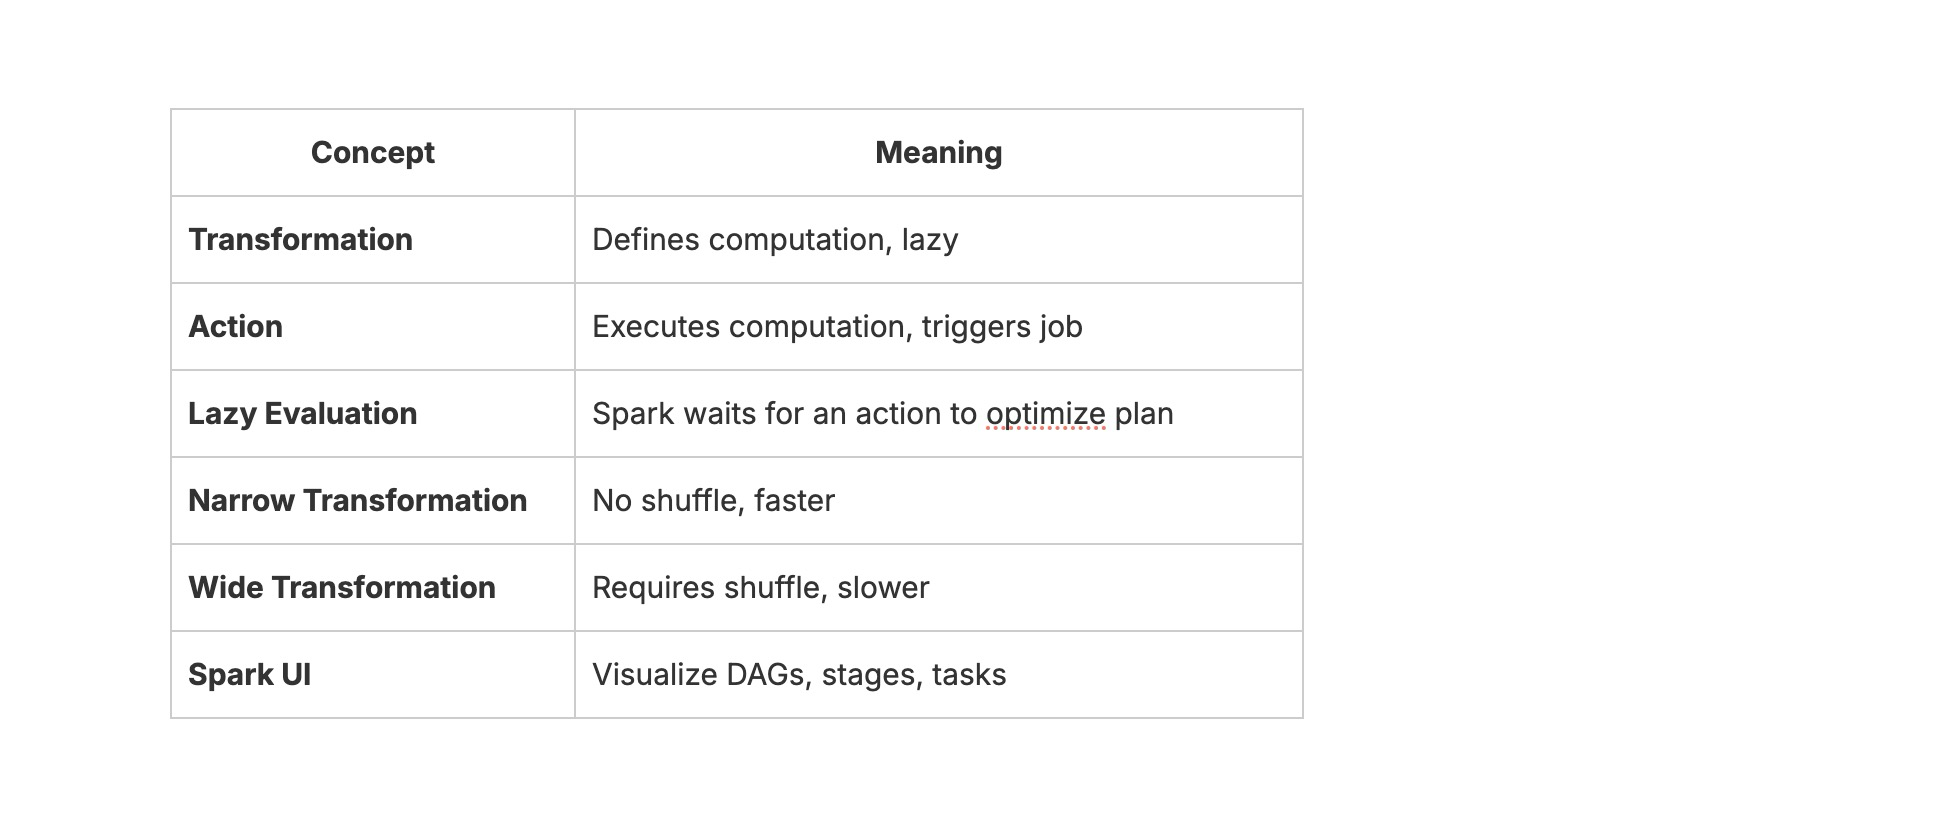 Concept Meaning
Transformation Defines computation, lazy
Action Executes computation, triggers job
Lazy Evaluation Spark waits for an action to optimize plan
Narrow Transformation No shuffle, faster
Wide Transformation Requires shuffle, slower
Spark UI Visualize DAGs, stages, tasks